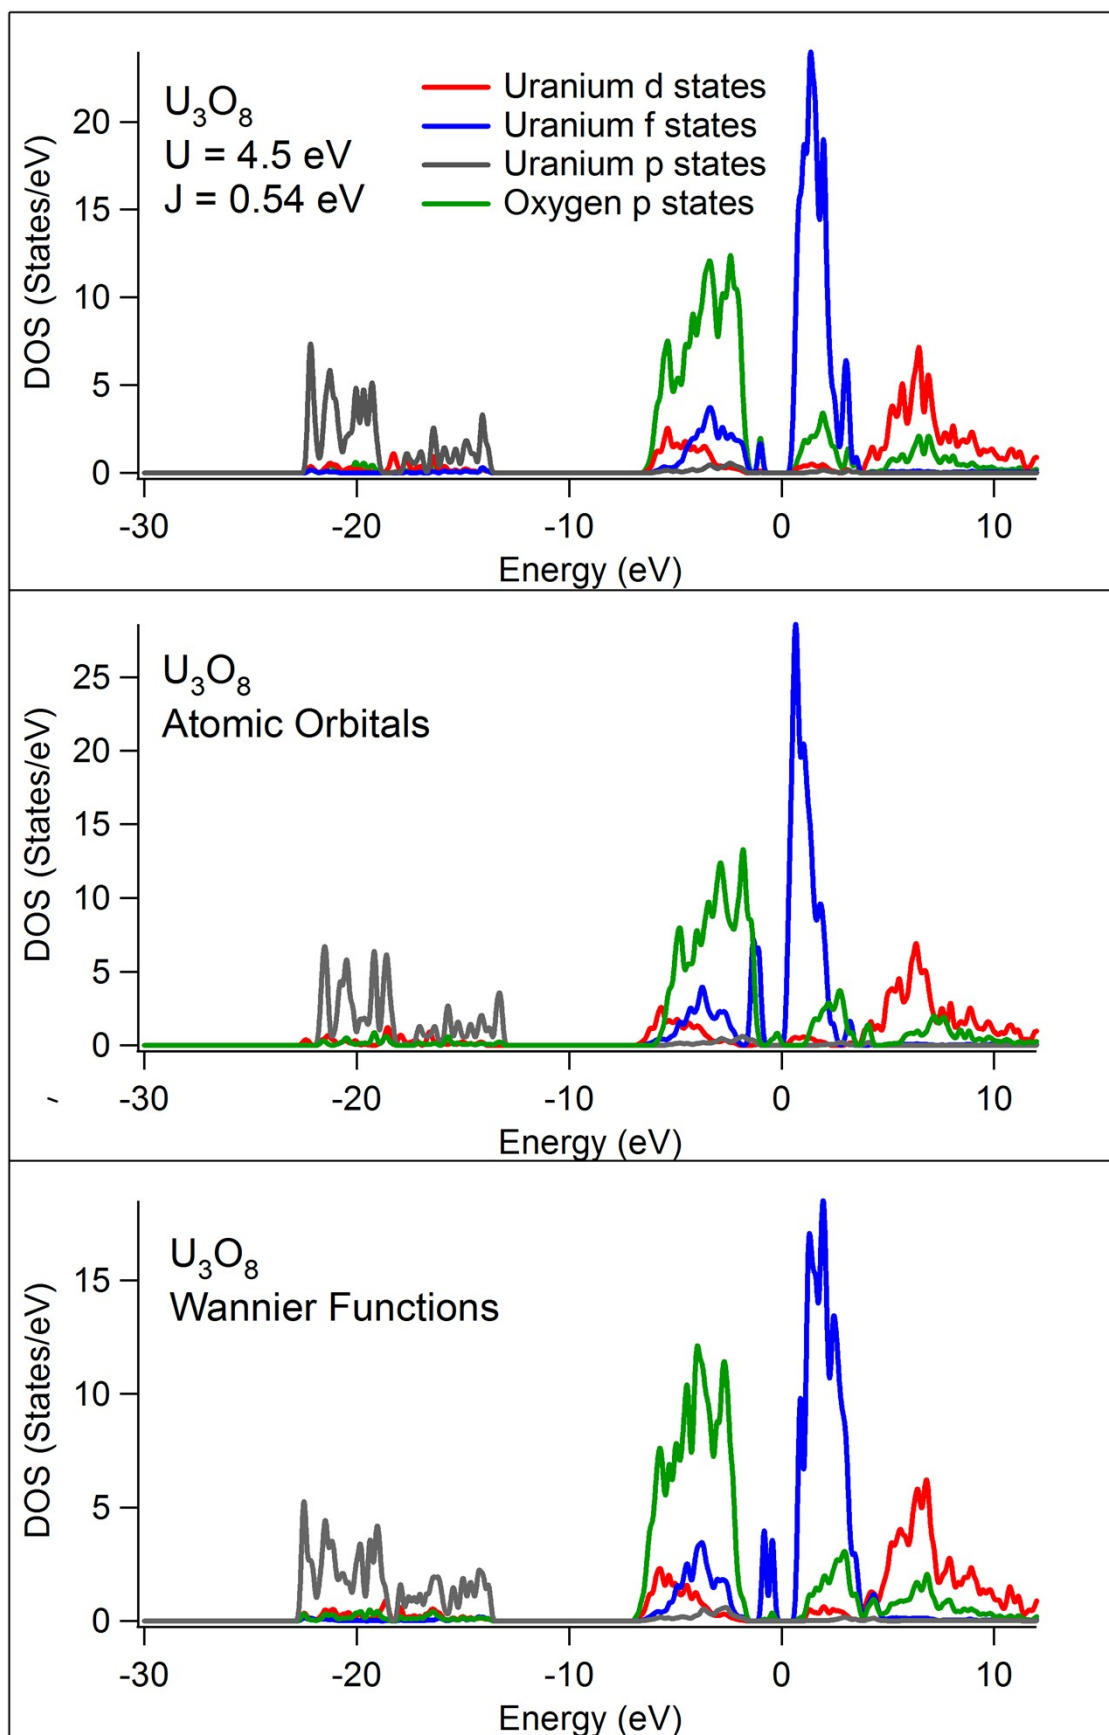 U₃O₈
U = 4.5 eV
J = 0.54 eV
Uranium d states
Uranium f states
Uranium p states
Oxygen p states
DOS (States/eV)
20
15
10
5
0
-30
-20
-10
0
10
Energy (eV)
U₃O₈
Atomic Orbitals
DOS (States/eV)
25
20
15
10
5
0
-30
-20
-10
0
10
Energy (eV)
U₃O₈
Wannier Functions
DOS (States/eV)
15
10
5
0
-30
-20
-10
0
10
Energy (eV)